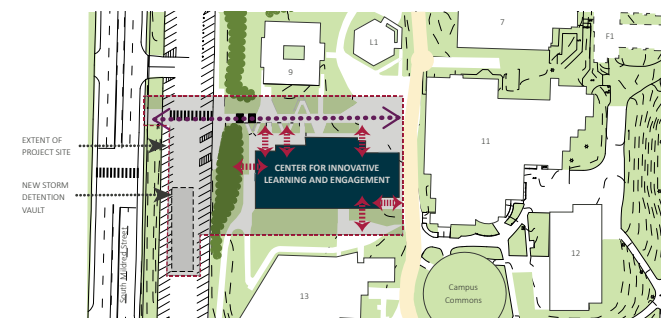 7
F1
L1
9
EXTENT OF
PROJECT SITE
11
CENTER FOR INNOVATIVE
LEARNING AND ENGAGEMENT
NEW STORM
DETENTION
VAULT
South Mildred Street
12
Campus
Commons
13